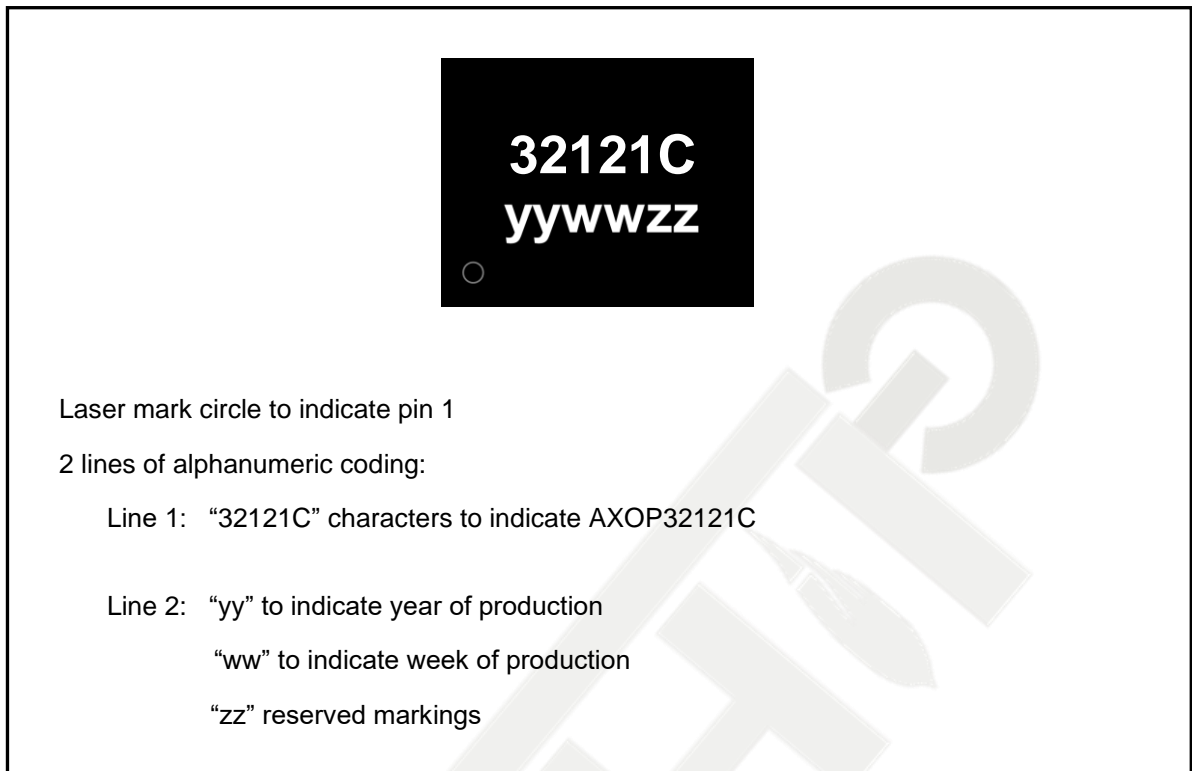 32121C
yywwzz
Laser mark circle to indicate pin 1
2 lines of alphanumeric coding:
Line 1: “32121C” characters to indicate AXOP32121C
Line 2: “yy” to indicate year of production
“ww” to indicate week of production
“zz” reserved markings